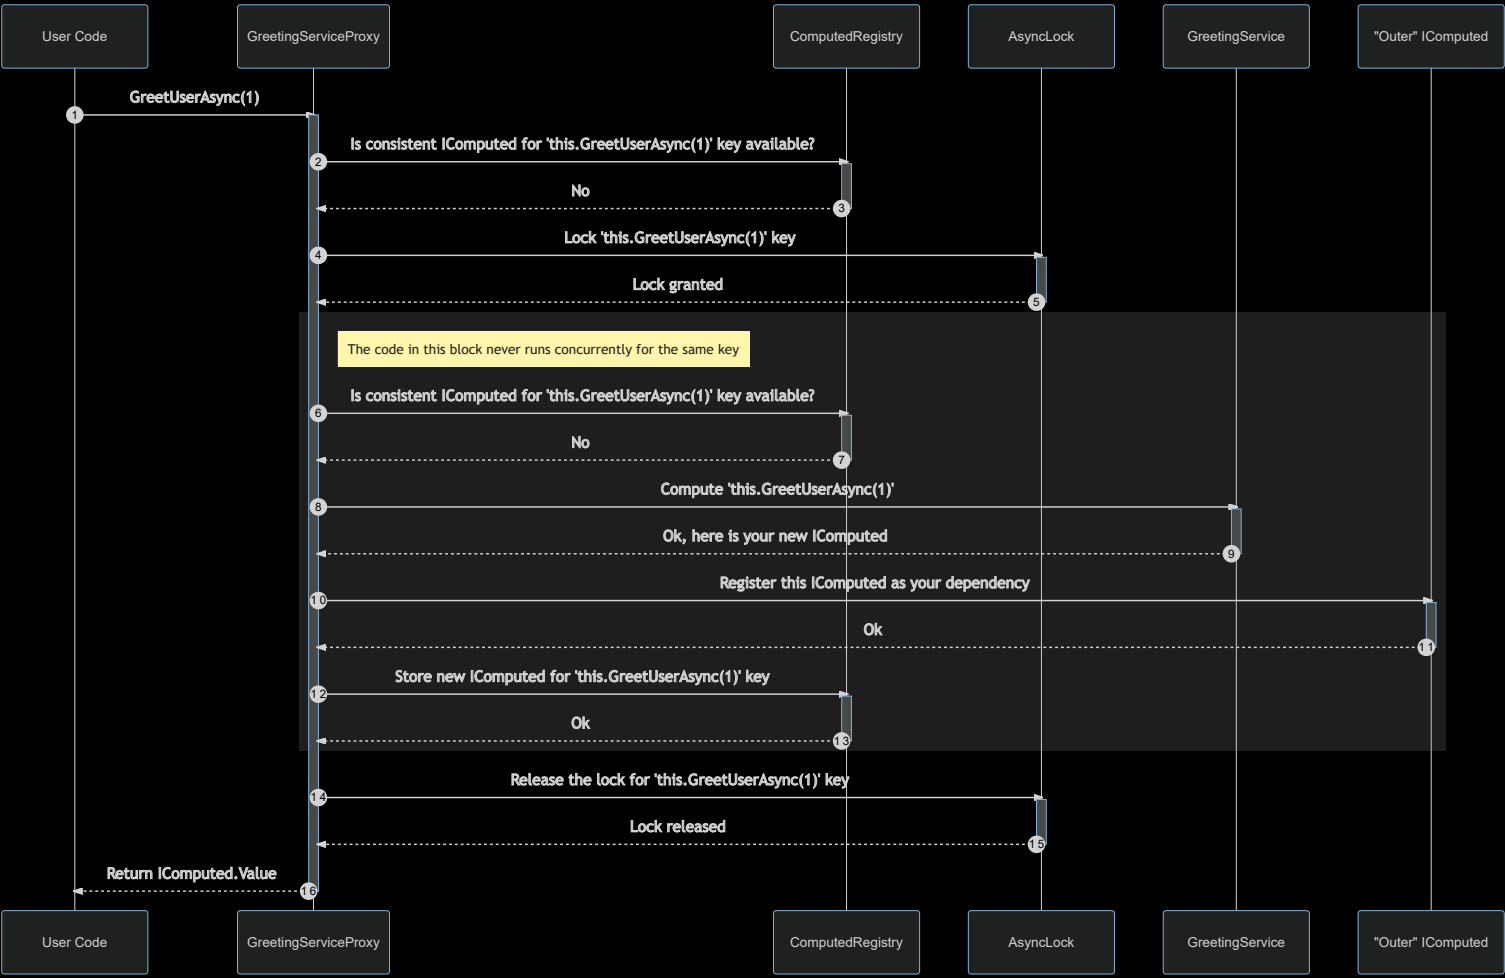 User Code
GreetingServiceProxy
ComputedRegistry
AsyncLock
GreetingService
"Outer" IComputed
GreetUserAsync(1)
1
Is consistent IComputed for 'this.GreetUserAsync(1)' key available?
2
No
3
Lock 'this.GreetUserAsync(1)' key
4
Lock granted
5
The code in this block never runs concurrently for the same key
Is consistent IComputed for 'this.GreetUserAsync(1)' key available?
6
No
7
Compute 'this.GreetUserAsync(1)'
8
Ok, here is your new IComputed
9
Register this IComputed as your dependency
10
Ok
11
Store new IComputed for 'this.GreetUserAsync(1)' key
12
Ok
13
Release the lock for 'this.GreetUserAsync(1)' key
14
Lock released
15
Return IComputed.Value
16
User Code
GreetingServiceProxy
ComputedRegistry
AsyncLock
GreetingService
"Outer" IComputed